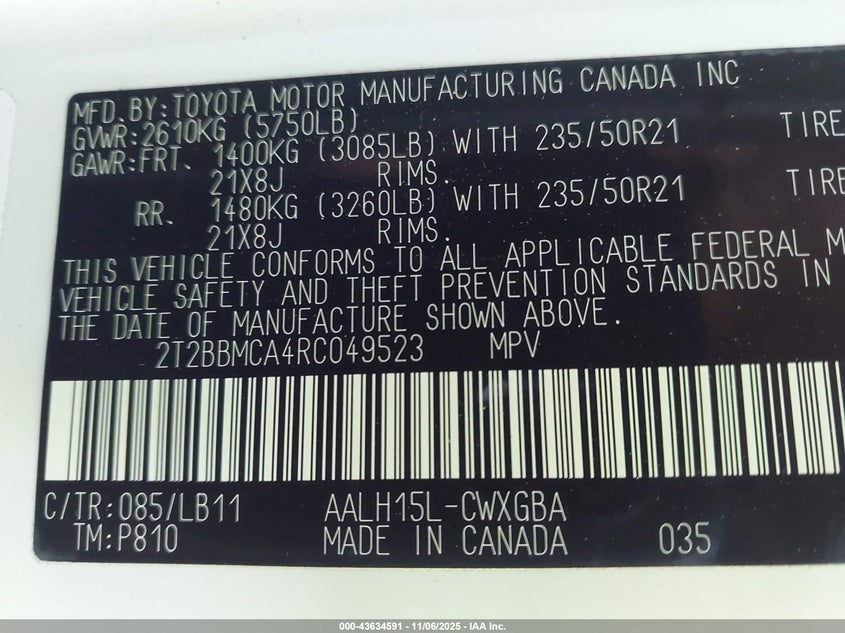 MFD.BY:TOYOTA MOTOR MANUFACTURING CANADA INC
GVWR:2610KG (5750LB)
GAWR:FRT. 1400KG (3085LB) WITH 235/50R21 TIRE
21X8J RIMS.
RR. 1480KG (3260LB) WITH 235/50R21 TIRE
21X8J RIMS.
THIS VEHICLE CONFORMS TO ALL APPLICABLE FEDERAL M
VEHICLE SAFETY AND THEFT PREVENTION STANDARDS IN
THE DATE OF MANUFACTURE SHOWN ABOVE.
2T2BBMCA4RC049523 MPV
C/TR:085/LB11 AALH15L-CWXGBA
TM:P810 MADE IN CANADA 035
000-43634591 - 11/06/2025 - IAA Inc.